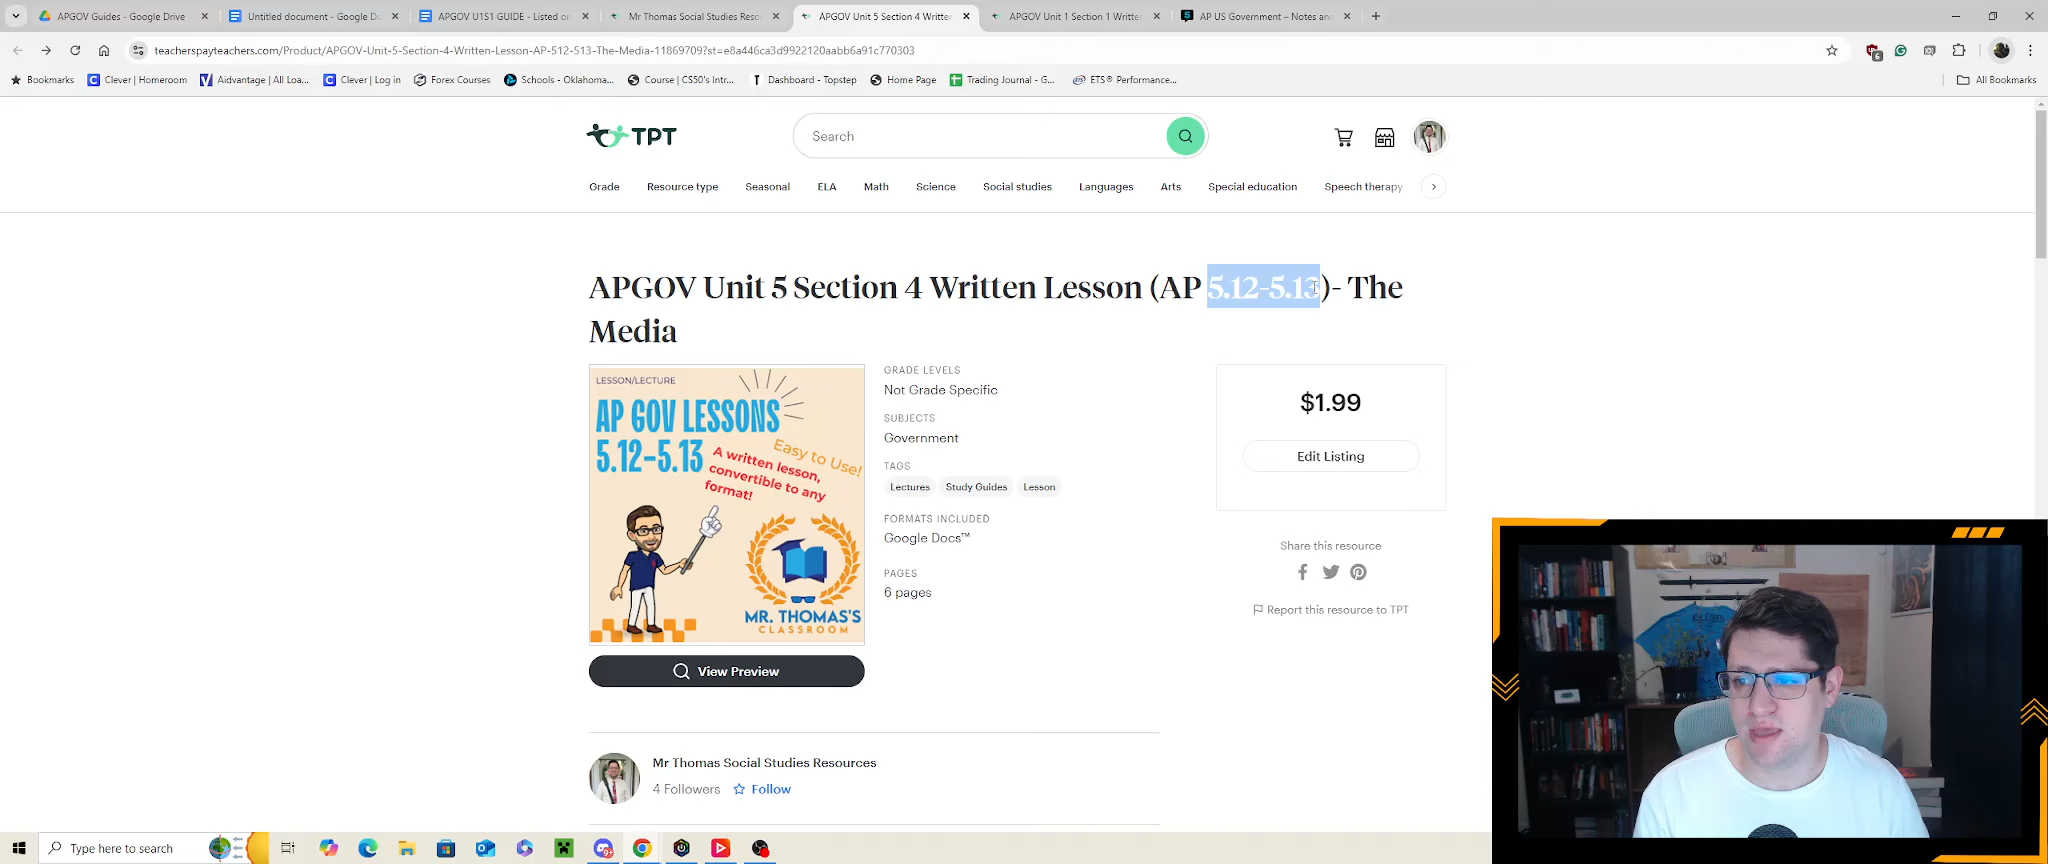 APGOV Guides - Google Drive
Untitled document - Google Do
APGOV U1S1 GUIDE - Listed on
Mr Thomas Social Studies Reso
APGOV Unit 5 Section 4 Writter
APGOV Unit 1 Section 1 Writter
AP US Government – Notes and
teacherspayteachers.com/Product/APGOV-Unit-5-Section-4-Written-Lesson-AP-512-513-The-Media-11869709?st=e8a446ca3d9922120aabb6a91c770303
6
Bookmarks
Clever | Homeroom
Aidvantage | All Loa...
Clever | Log in
Forex Courses
Schools - Oklahoma...
Course | CS50's Intr...
Dashboard - Topstep
Home Page
Trading Journal - G...
ETS® Performance...
All Bookmarks
TPT
Search
Grade
Resource type
Seasonal
ELA
Math
Science
Social studies
Languages
Arts
Special education
Speech therapy
APGOV Unit 5 Section 4 Written Lesson (AP 5.12-5.13)- The
Media
LESSON/LECTURE
AP GOV LESSONS
5.12-5.13
Easy to Use!
A written lesson,
convertible to any
format!
MR. THOMAS'S
CLASSROOM
View Preview
GRADE LEVELS
Not Grade Specific
SUBJECTS
Government
TAGS
Lectures
Study Guides
Lesson
FORMATS INCLUDED
Google Docs™
PAGES
6 pages
$1.99
Edit Listing
Share this resource
Report this resource to TPT
Mr Thomas Social Studies Resources
4 Followers
Follow
Type here to search